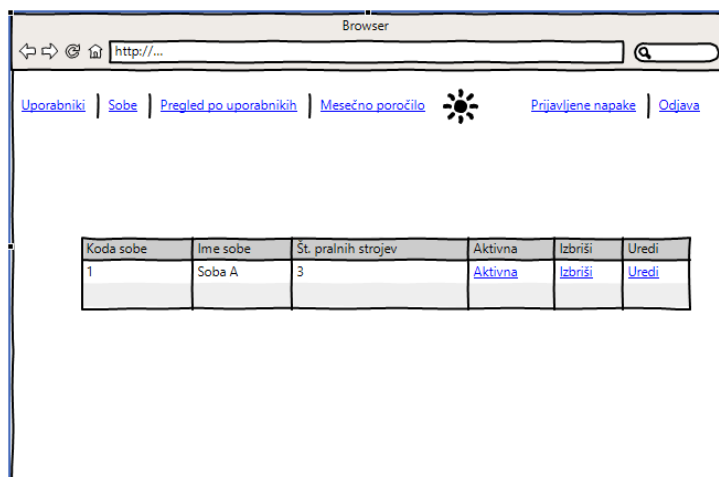 Browser
http://...
Uporabniki Sobe Pregled po uporabnikih Mesečno poročilo Prijavljene napake Odjava
Koda sobe Ime sobe Št. pralnih strojev Aktivna Izbriši Uredi
1 Soba A 3 Aktivna Izbriši Uredi